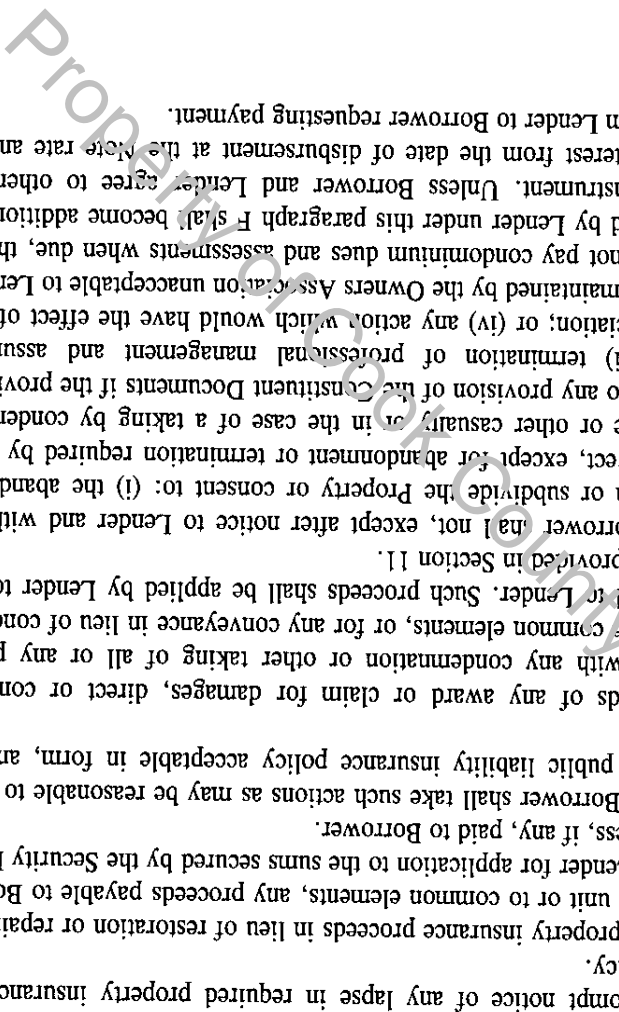 ompt notice of any lapse in required property insuranc
cy.
property insurance proceeds in lieu of restoration or repai
unit or to common elements, any proceeds payable to Bo
Lender for application to the sums secured by the Security
ess, if any, paid to Borrower.
Borrower shall take such actions as may be reasonable to
public liability insurance policy acceptable in form, an
ds of any award or claim for damages, direct or con
with any condemnation or other taking of all or any p
f common elements, or for any conveyance in lieu of con
d to Lender. Such proceeds shall be applied by Lender to
provided in Section 11.
orrower shall not, except after notice to Lender and with
n or subdivide the Property or consent to: (i) the aband
ect, except for abandonment or termination required by
e or other casualty or in the case of a taking by conder
o any provision of the Constituent Documents if the prov
i) termination of professional management and assu
ciation; or (iv) any action which would have the effect of
maintained by the Owners Association unacceptable to Len
not pay condominium dues and assessments when due, th
d by Lender under this paragraph F shall become addition
nstrument. Unless Borrower and Lender agree to other
terest from the date of disbursement at the Note rate an
n Lender to Borrower requesting payment.
Property of Cook County